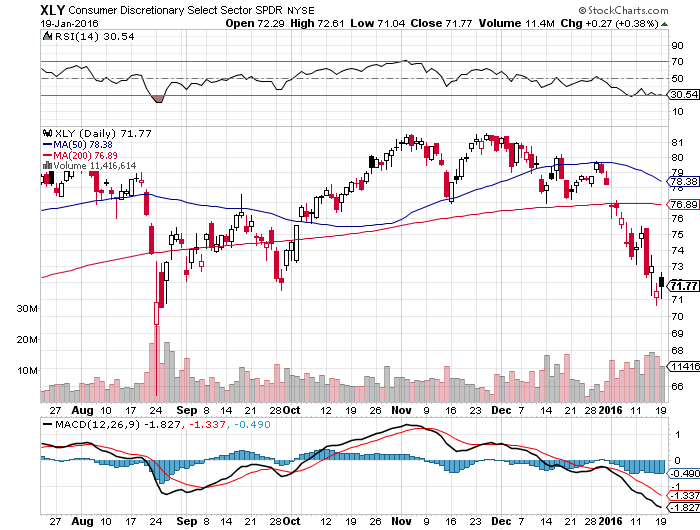 XLY Consumer Discretionary Select Sector SPDR NYSE
© StockCharts.com
19-Jan-2016
Open 72.29 High 72.61 Low 71.04 Close 71.77 Volume 11.4M Chg +0.27 (+0.38%)
RSI(14) 30.54
90
70
50
30.54
10
XLY (Daily) 71.77
MA(50) 78.38
MA(200) 76.89
Volume 11,416,614
81
80
79
78.38
78
77
76.89
76
75
74
73
72
71.77
71
70
69
68
66
30M
20M
10M
11416
27 Aug 10 17 24 Sep 8 14 21 28 Oct 12 19 26 Nov 9 16 23 Dec 7 14 21 28 2016 11 19
MACD(12,26,9) -1.827, -1.337, -0.490
1
0
-0.490
-1
-1.337
-1.827
27 Aug 10 17 24 Sep 8 14 21 28 Oct 12 19 26 Nov 9 16 23 Dec 7 14 21 28 2016 11 19